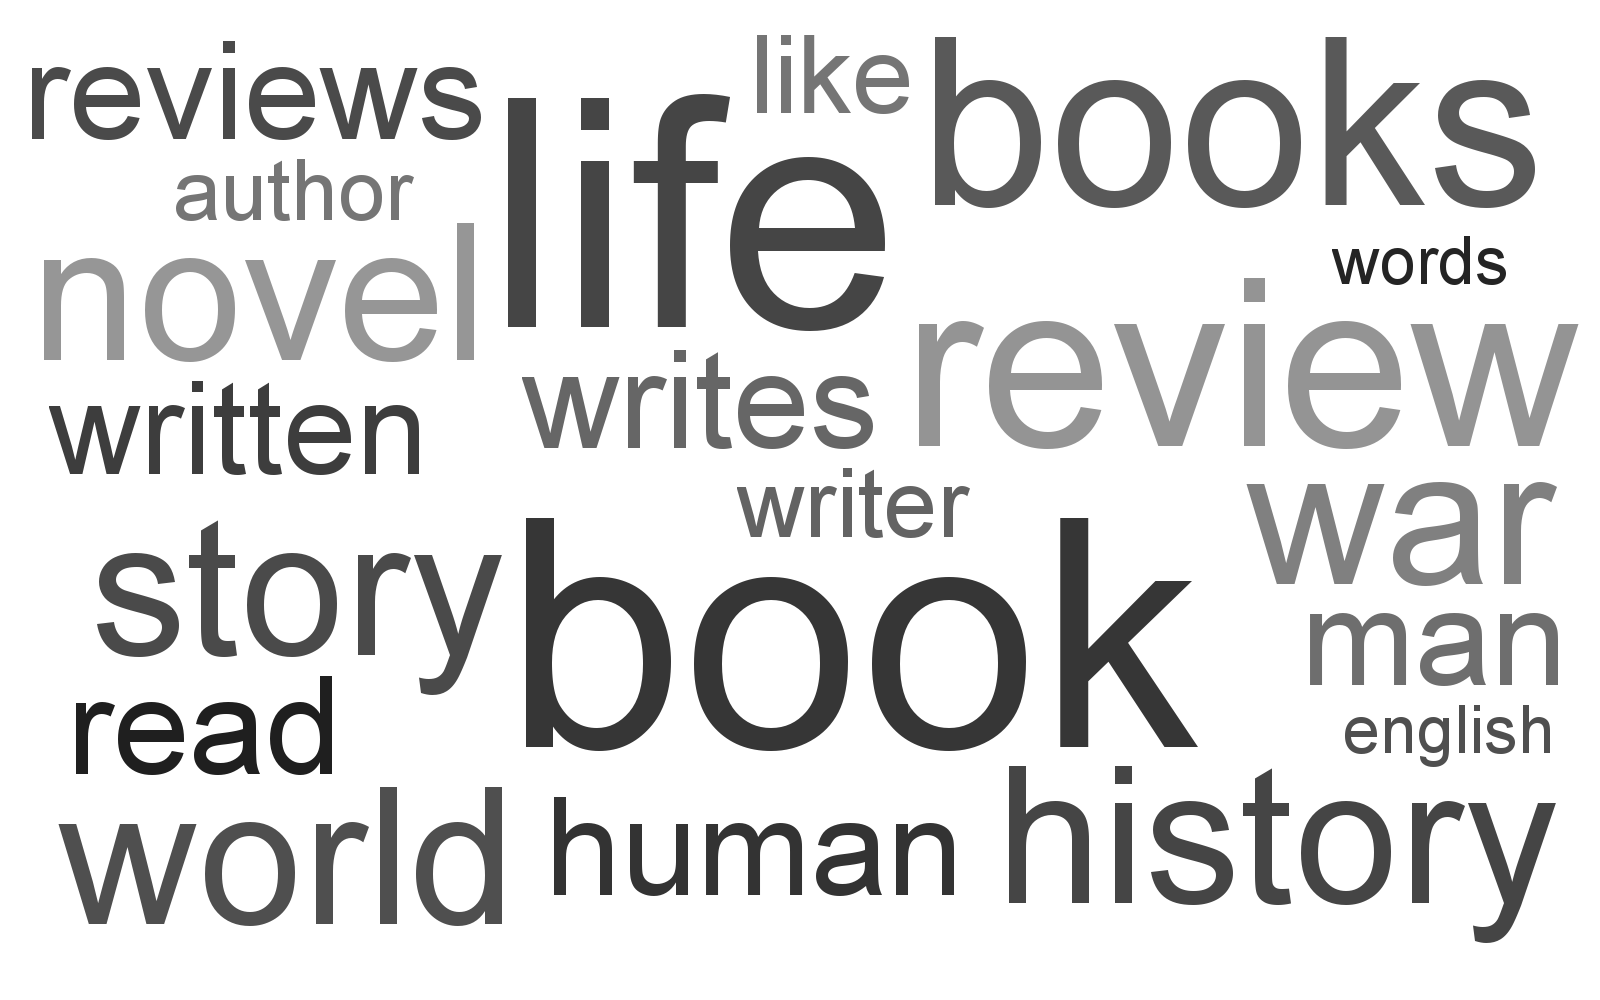 reviews
like
books
life
author
novel
words
review
written
writes
writer
war
story
book
man
read
english
world
human
history